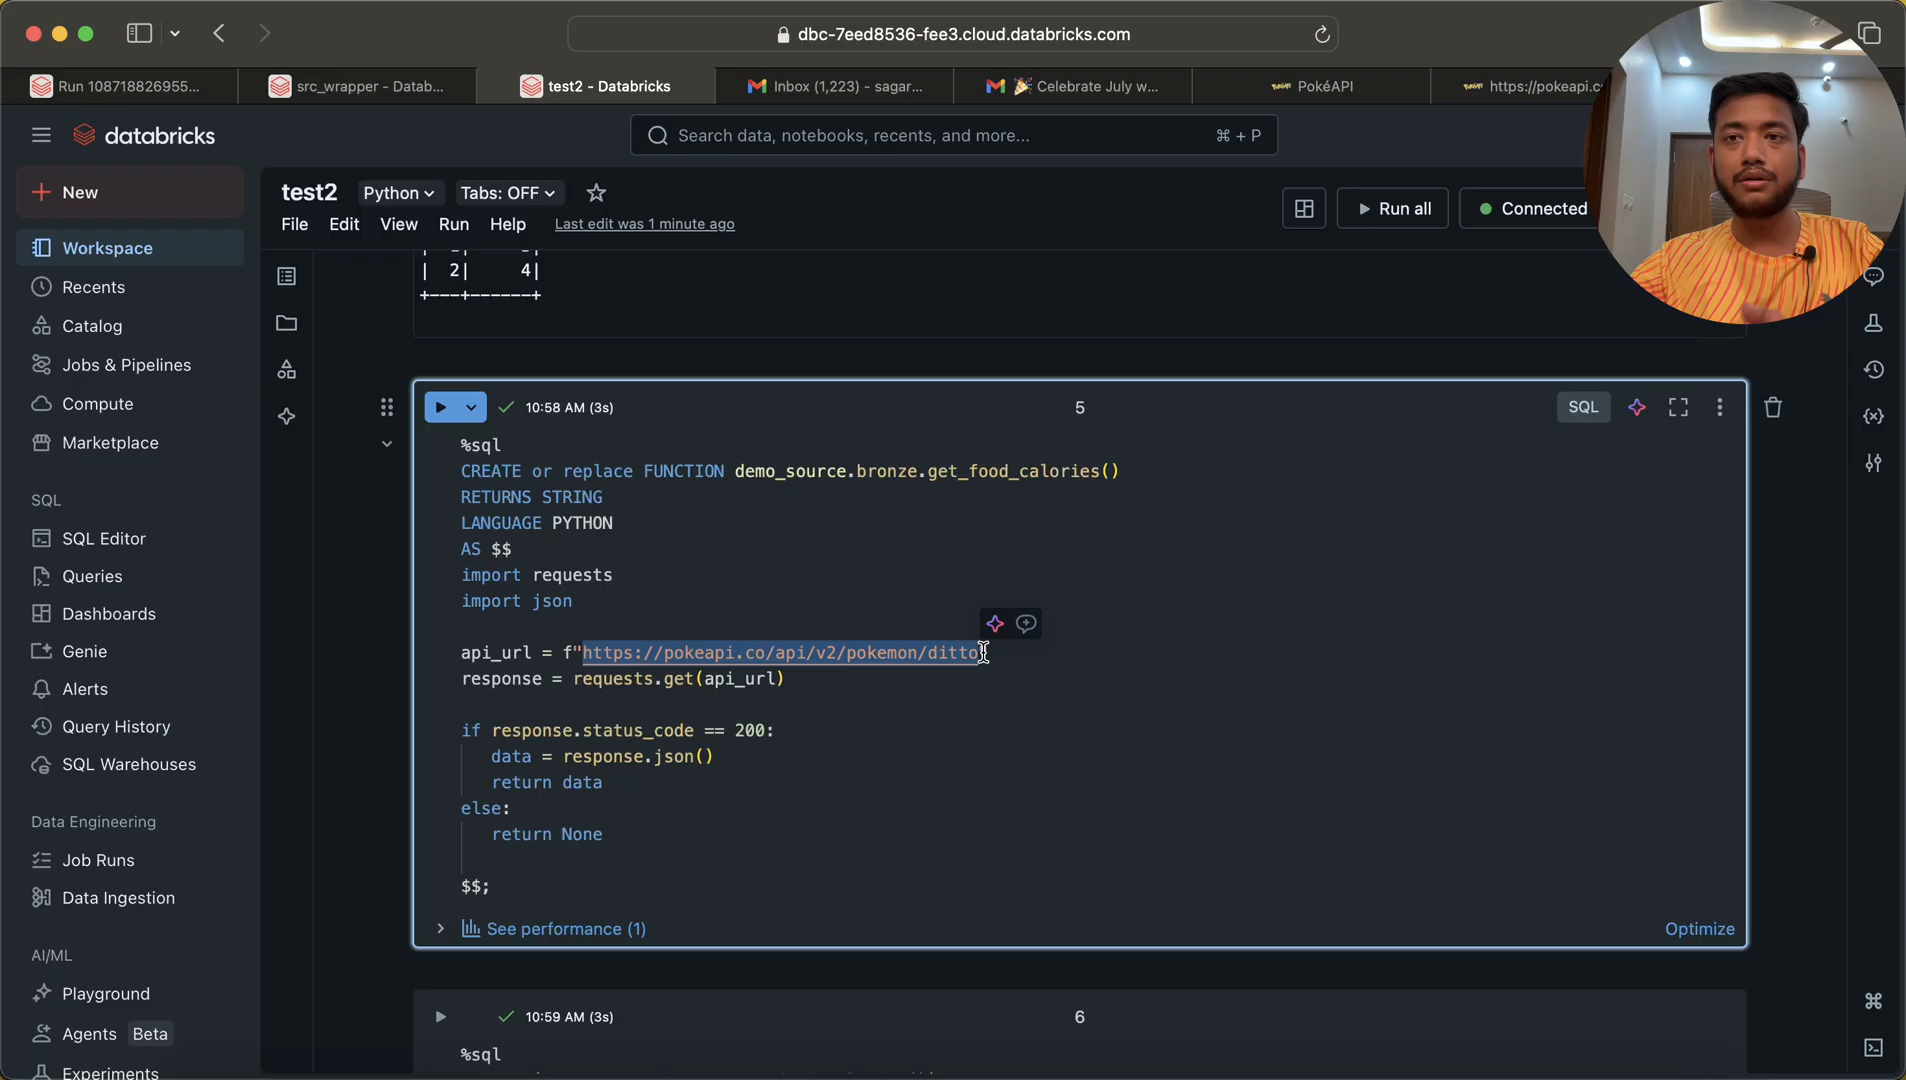 dbc-7eed8536-fee3.cloud.databricks.com
Run 108718826955...
src_wrapper - Datab...
test2 - Databricks
Inbox (1,223) - sagar...
🎉 Celebrate July w...
PokéAPI
https://pokeapi.c
databricks
Search data, notebooks, recents, and more...
⌘ + P
New
Workspace
Recents
Catalog
Jobs & Pipelines
Compute
Marketplace
SQL
SQL Editor
Queries
Dashboards
Genie
Alerts
Query History
SQL Warehouses
Data Engineering
Job Runs
Data Ingestion
AI/ML
Playground
Agents Beta
Experiments
test2
Python
Tabs: OFF
File Edit View Run Help Last edit was 1 minute ago
Run all
Connected
| 2| 4|
+---+------+
10:58 AM (3s)
5
SQL
%sql
CREATE or replace FUNCTION demo_source.bronze.get_food_calories()
RETURNS STRING
LANGUAGE PYTHON
AS $$
import requests
import json
api_url = f"https://pokeapi.co/api/v2/pokemon/ditto
response = requests.get(api_url)
if response.status_code == 200:
data = response.json()
return data
else:
return None
$$;
See performance (1)
Optimize
10:59 AM (3s)
6
%sql